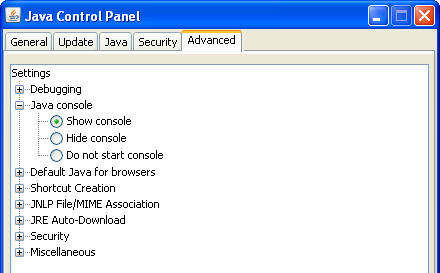 Java Control Panel
General Update Java Security Advanced
Settings
Debugging
Java console
Show console
Hide console
Do not start console
Default Java for browsers
Shortcut Creation
JNLP File/MIME Association
JRE Auto-Download
Security
Miscellaneous